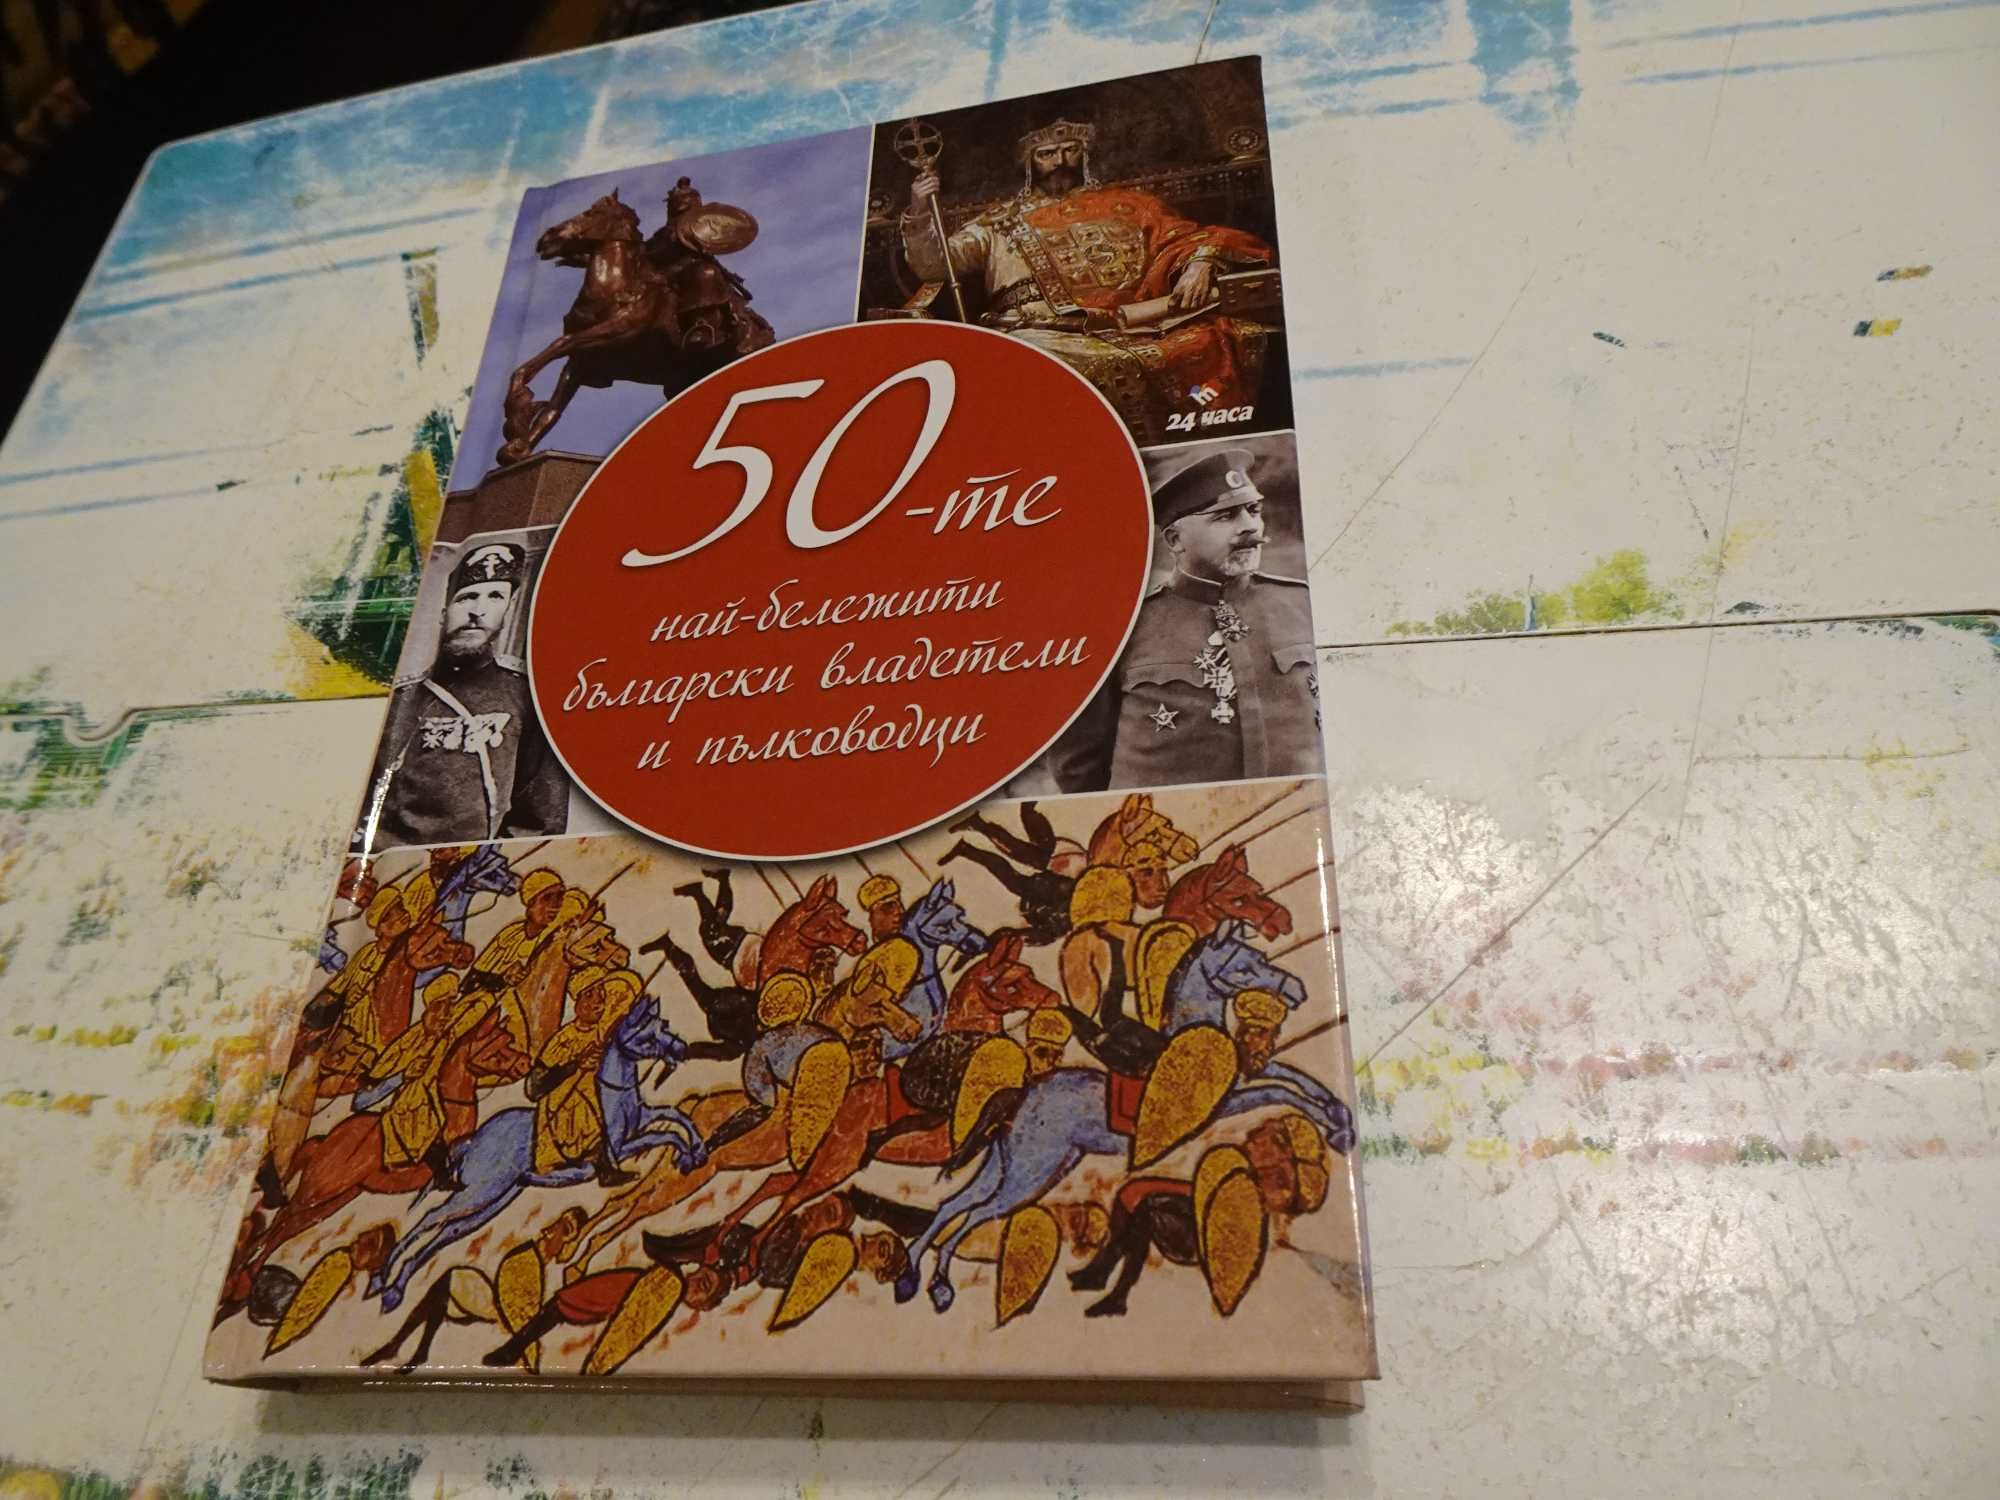 24 часа
50-те
най-бележити
български владетели
и пълководци